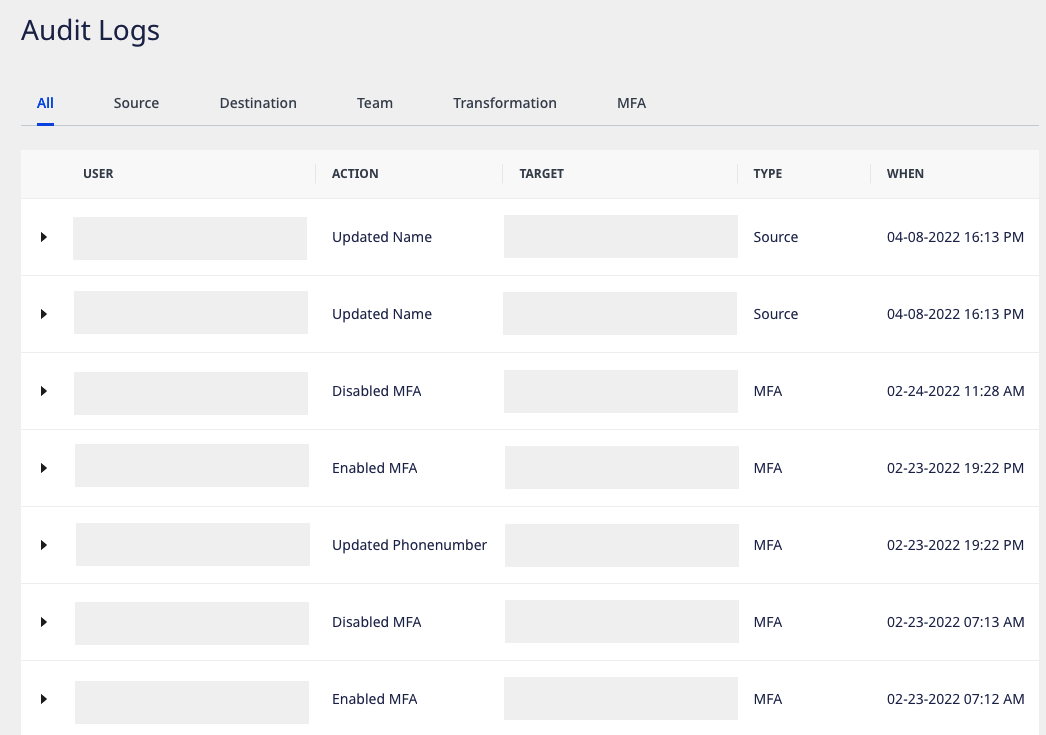 Audit Logs
All Source Destination Team Transformation MFA
USER ACTION TARGET TYPE WHEN
Updated Name Source 04-08-2022 16:13 PM
Updated Name Source 04-08-2022 16:13 PM
Disabled MFA MFA 02-24-2022 11:28 AM
Enabled MFA MFA 02-23-2022 19:22 PM
Updated Phonenumber MFA 02-23-2022 19:22 PM
Disabled MFA MFA 02-23-2022 07:13 AM
Enabled MFA MFA 02-23-2022 07:12 AM